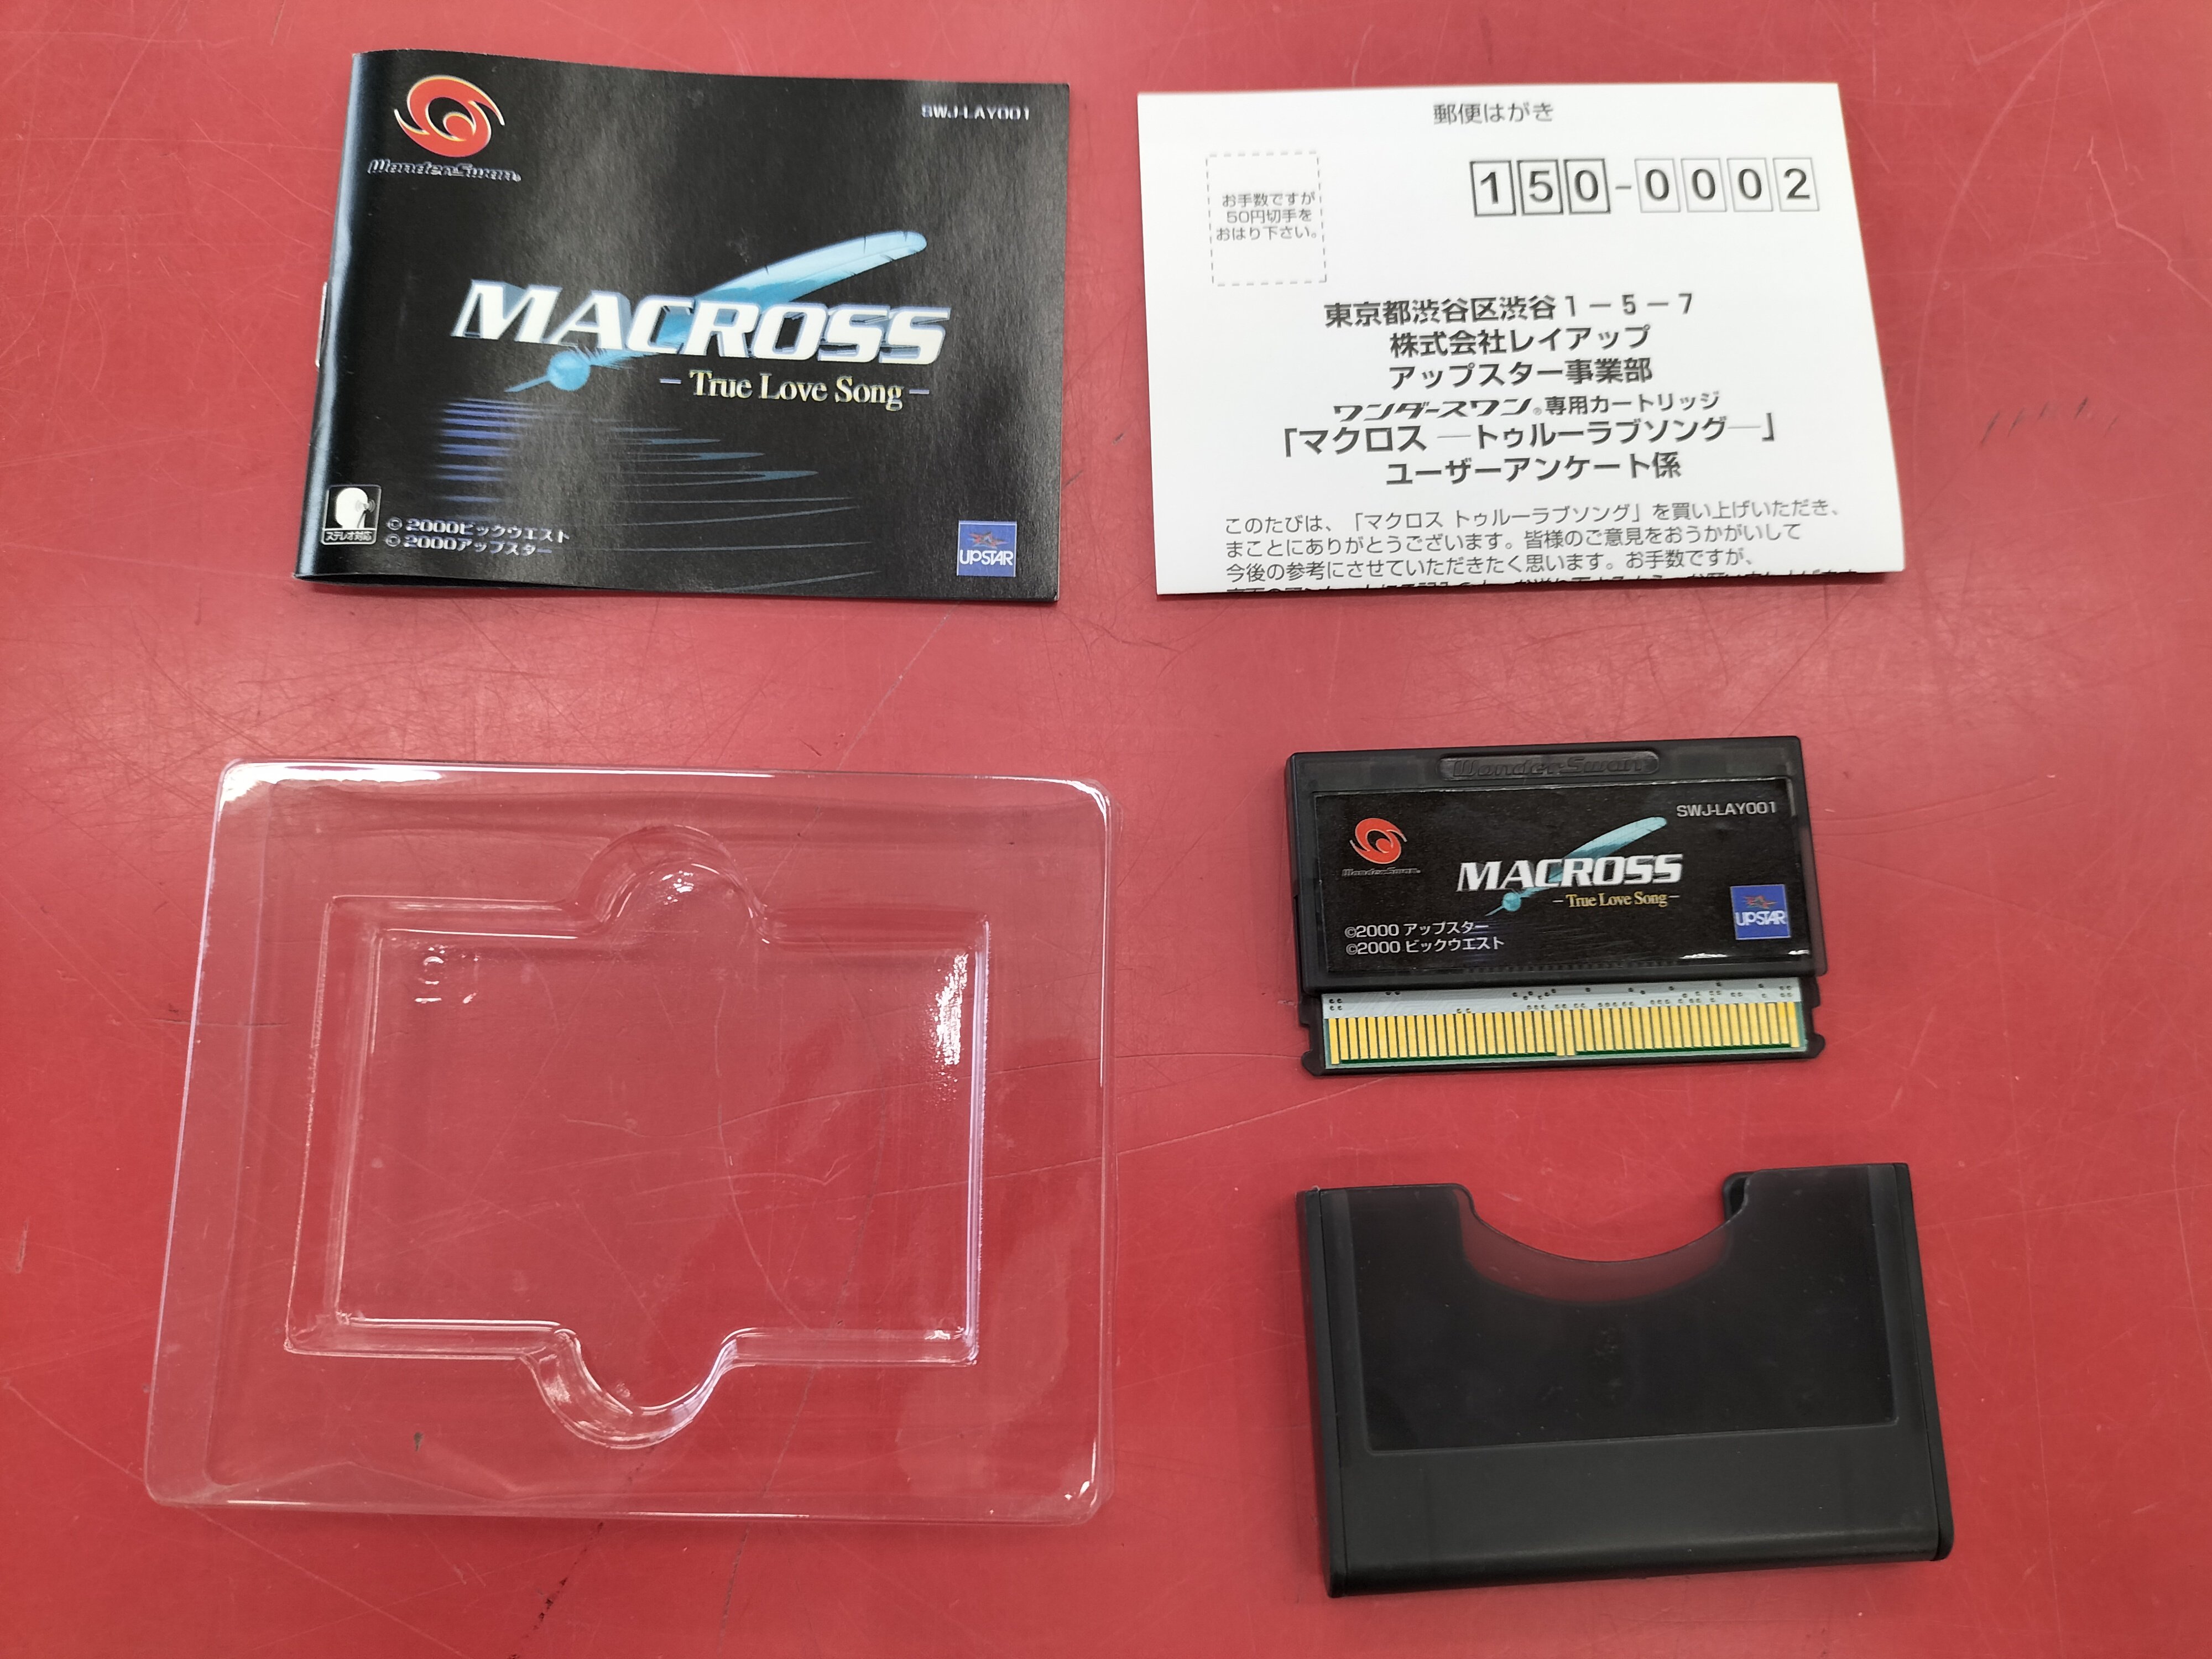 SWJ-LAY001
WonderSwan
MACROSS
- True Love Song -
ステレオ対応
© 2000ビックウエスト
© 2000アップスター
UPSTAR
郵便はがき
お手数ですが
50円切手を
おはり下さい。
150-0002
東京都渋谷区渋谷1-5-7
株式会社レイアップ
アップスター事業部
ワンダースワン®専用カートリッジ
「マクロス ─トゥルーラブソング─」
ユーザーアンケート係
このたびは、「マクロス トゥルーラブソング」を買い上げいただき、
まことにありがとうございます。皆様のご意見をおうかがいして
今後の参考にさせていただきたく思います。お手数ですが、
WonderSwan
SWJ-LAY001
WonderSwan
MACROSS
- True Love Song -
©2000 アップスター
©2000 ビックウエスト
UPSTAR